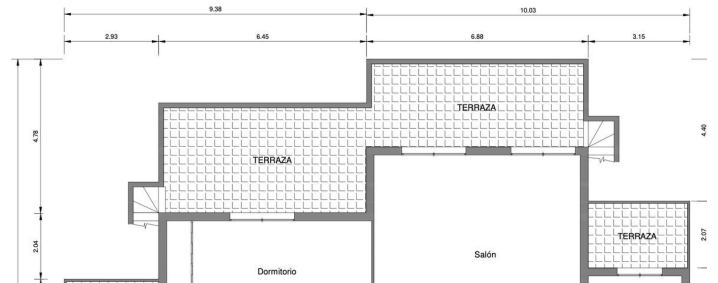 9.38
10.03
2.93
6.45
6.88
3.15
4.78
TERRAZA
4.40
TERRAZA
2.04
Dormitorio
Salón
TERRAZA
2.07